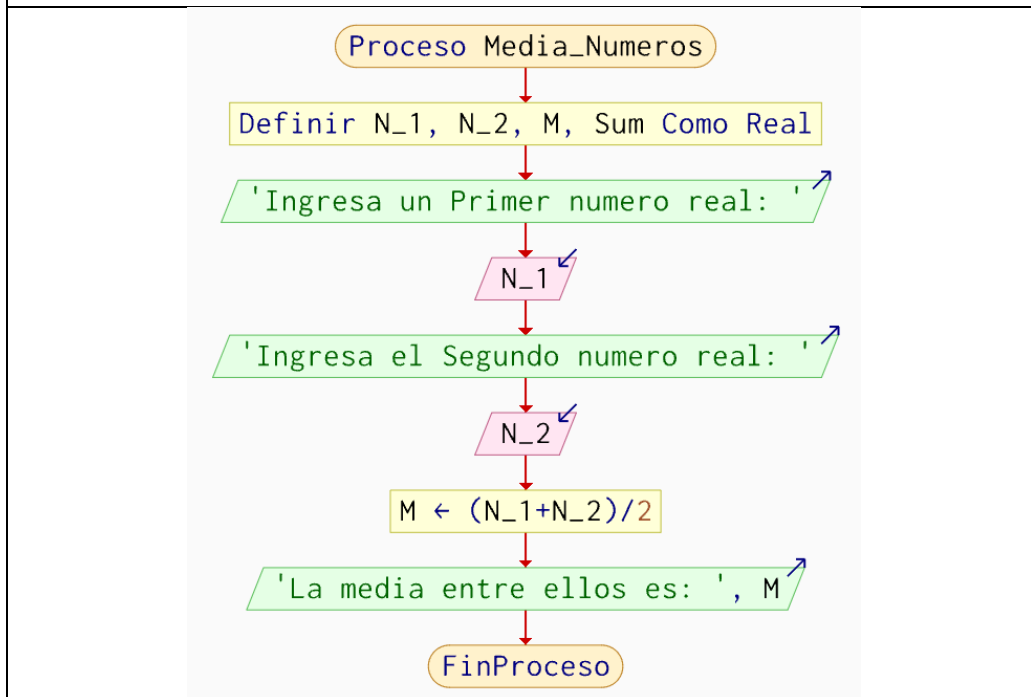 Proceso Media_Numeros
Definir N_1, N_2, M, Sum Como Real
'Ingresa un Primer numero real: '
N_1
'Ingresa el Segundo numero real: '
N_2
M ← (N_1+N_2)/2
'La media entre ellos es: ', M
FinProceso